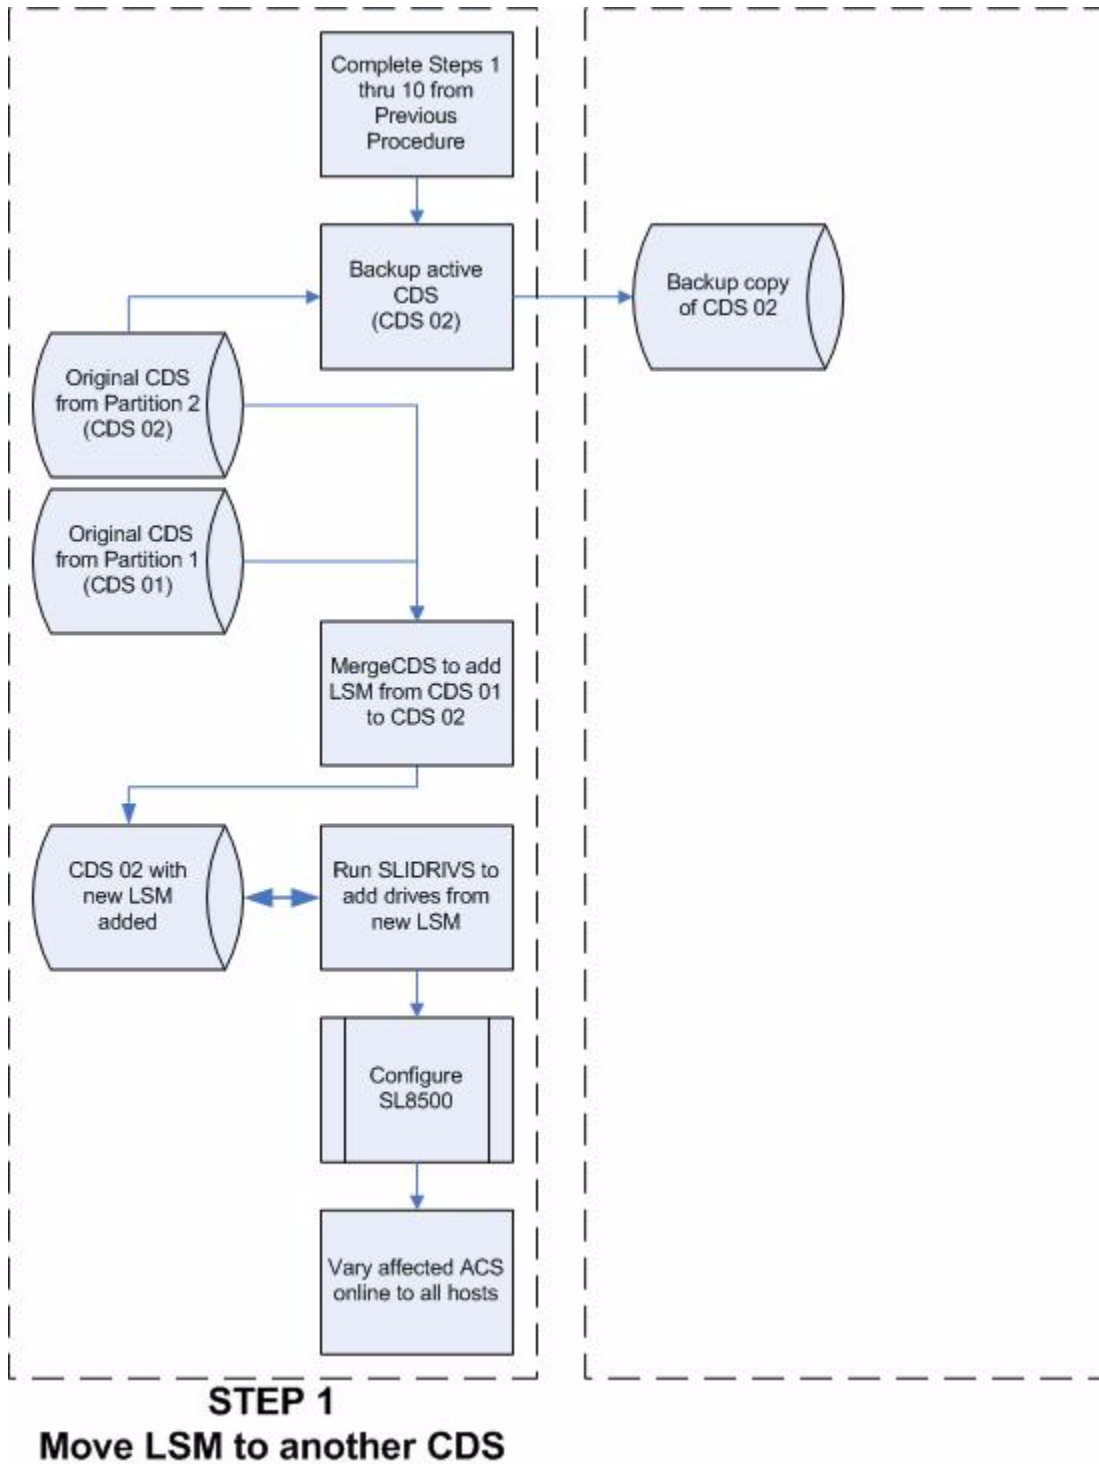 Complete Steps 1
thru 10 from
Previous
Procedure
Backup active
CDS
(CDS 02)
Backup copy
of CDS 02
Original CDS
from Partition 2
(CDS 02)
Original CDS
from Partition 1
(CDS 01)
MergeCDS to add
LSM from CDS 01
to CDS 02
CDS 02 with
new LSM
added
Run SLIDRIVS to
add drives from
new LSM
Configure
SL8500
Vary affected ACS
online to all hosts
STEP 1
Move LSM to another CDS